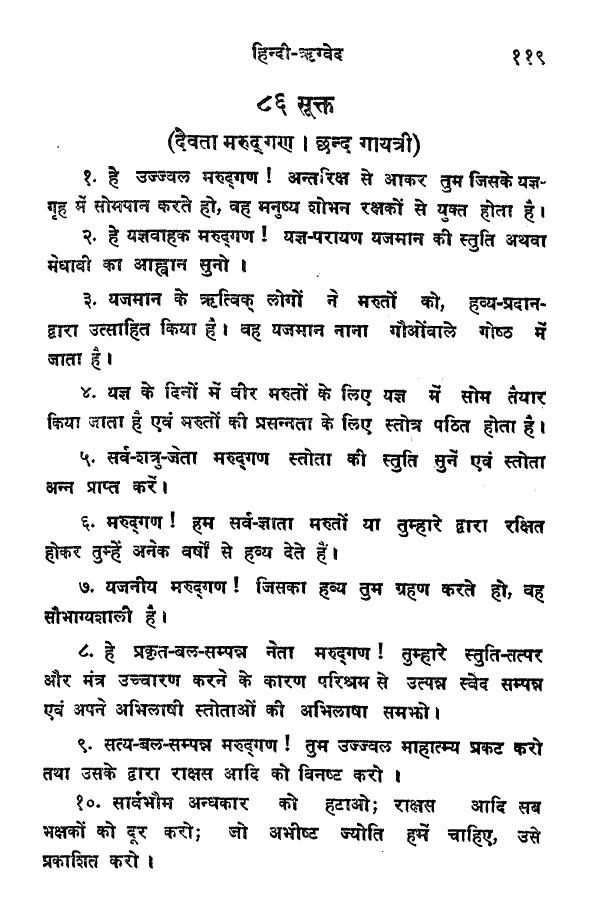 हिन्दी-ऋग्वेद ११९
८६ सूक्त
(देवता मरुद्गण । छन्द गायत्री)
१. हे उज्ज्वल मरुद्गण ! अन्तरिक्ष से आकर तुम जिसके यज्ञ-
गृह में सोमपान करते हो, वह मनुष्य शोभन रक्षकों से युक्त होता है।
२. हे यज्ञवाहक मरुद्गण ! यज्ञ-परायण यजमान की स्तुति अथवा
मेधावी का आह्वान सुनो ।
३. यजमान के ऋत्विक् लोगों ने मरुतों को, हव्य-प्रदान-
द्वारा उत्साहित किया है। वह यजमान नाना गौओंवाले गोष्ठ में
जाता है।
४. यज्ञ के दिनों में वीर मरुतों के लिए यज्ञ में सोम तैयार
किया जाता है एवं मरुतों की प्रसन्नता के लिए स्तोत्र पठित होता है।
५. सर्व-शत्रु-जेता मरुद्गण स्तोता की स्तुति सुनें एवं स्तोता
अन्न प्राप्त करें।
६. मरुद्गण ! हम सर्व-ज्ञाता मरुतों या तुम्हारे द्वारा रक्षित
होकर तुम्हें अनेक वर्षों से हव्य देते हैं।
७. यजनीय मरुद्गण ! जिसका हव्य तुम ग्रहण करते हो, वह
सौभाग्यशाली है।
८. हे प्रकृत-बल-सम्पन्न नेता मरुद्गण ! तुम्हारे स्तुति-तत्पर
और मंत्र उच्चारण करने के कारण परिश्रम से उत्पन्न स्वेद सम्पन्न
एवं अपने अभिलाषी स्तोताओं की अभिलाषा समझो।
९. सत्य-बल-सम्पन्न मरुद्गण ! तुम उज्ज्वल माहात्म्य प्रकट करो
तथा उसके द्वारा राक्षस आदि को विनष्ट करो ।
१०. सार्वभौम अन्धकार को हटाओ; राक्षस आदि सब
भक्षकों को दूर करो; जो अभीष्ट ज्योति हमें चाहिए, उसे
प्रकाशित करो ।